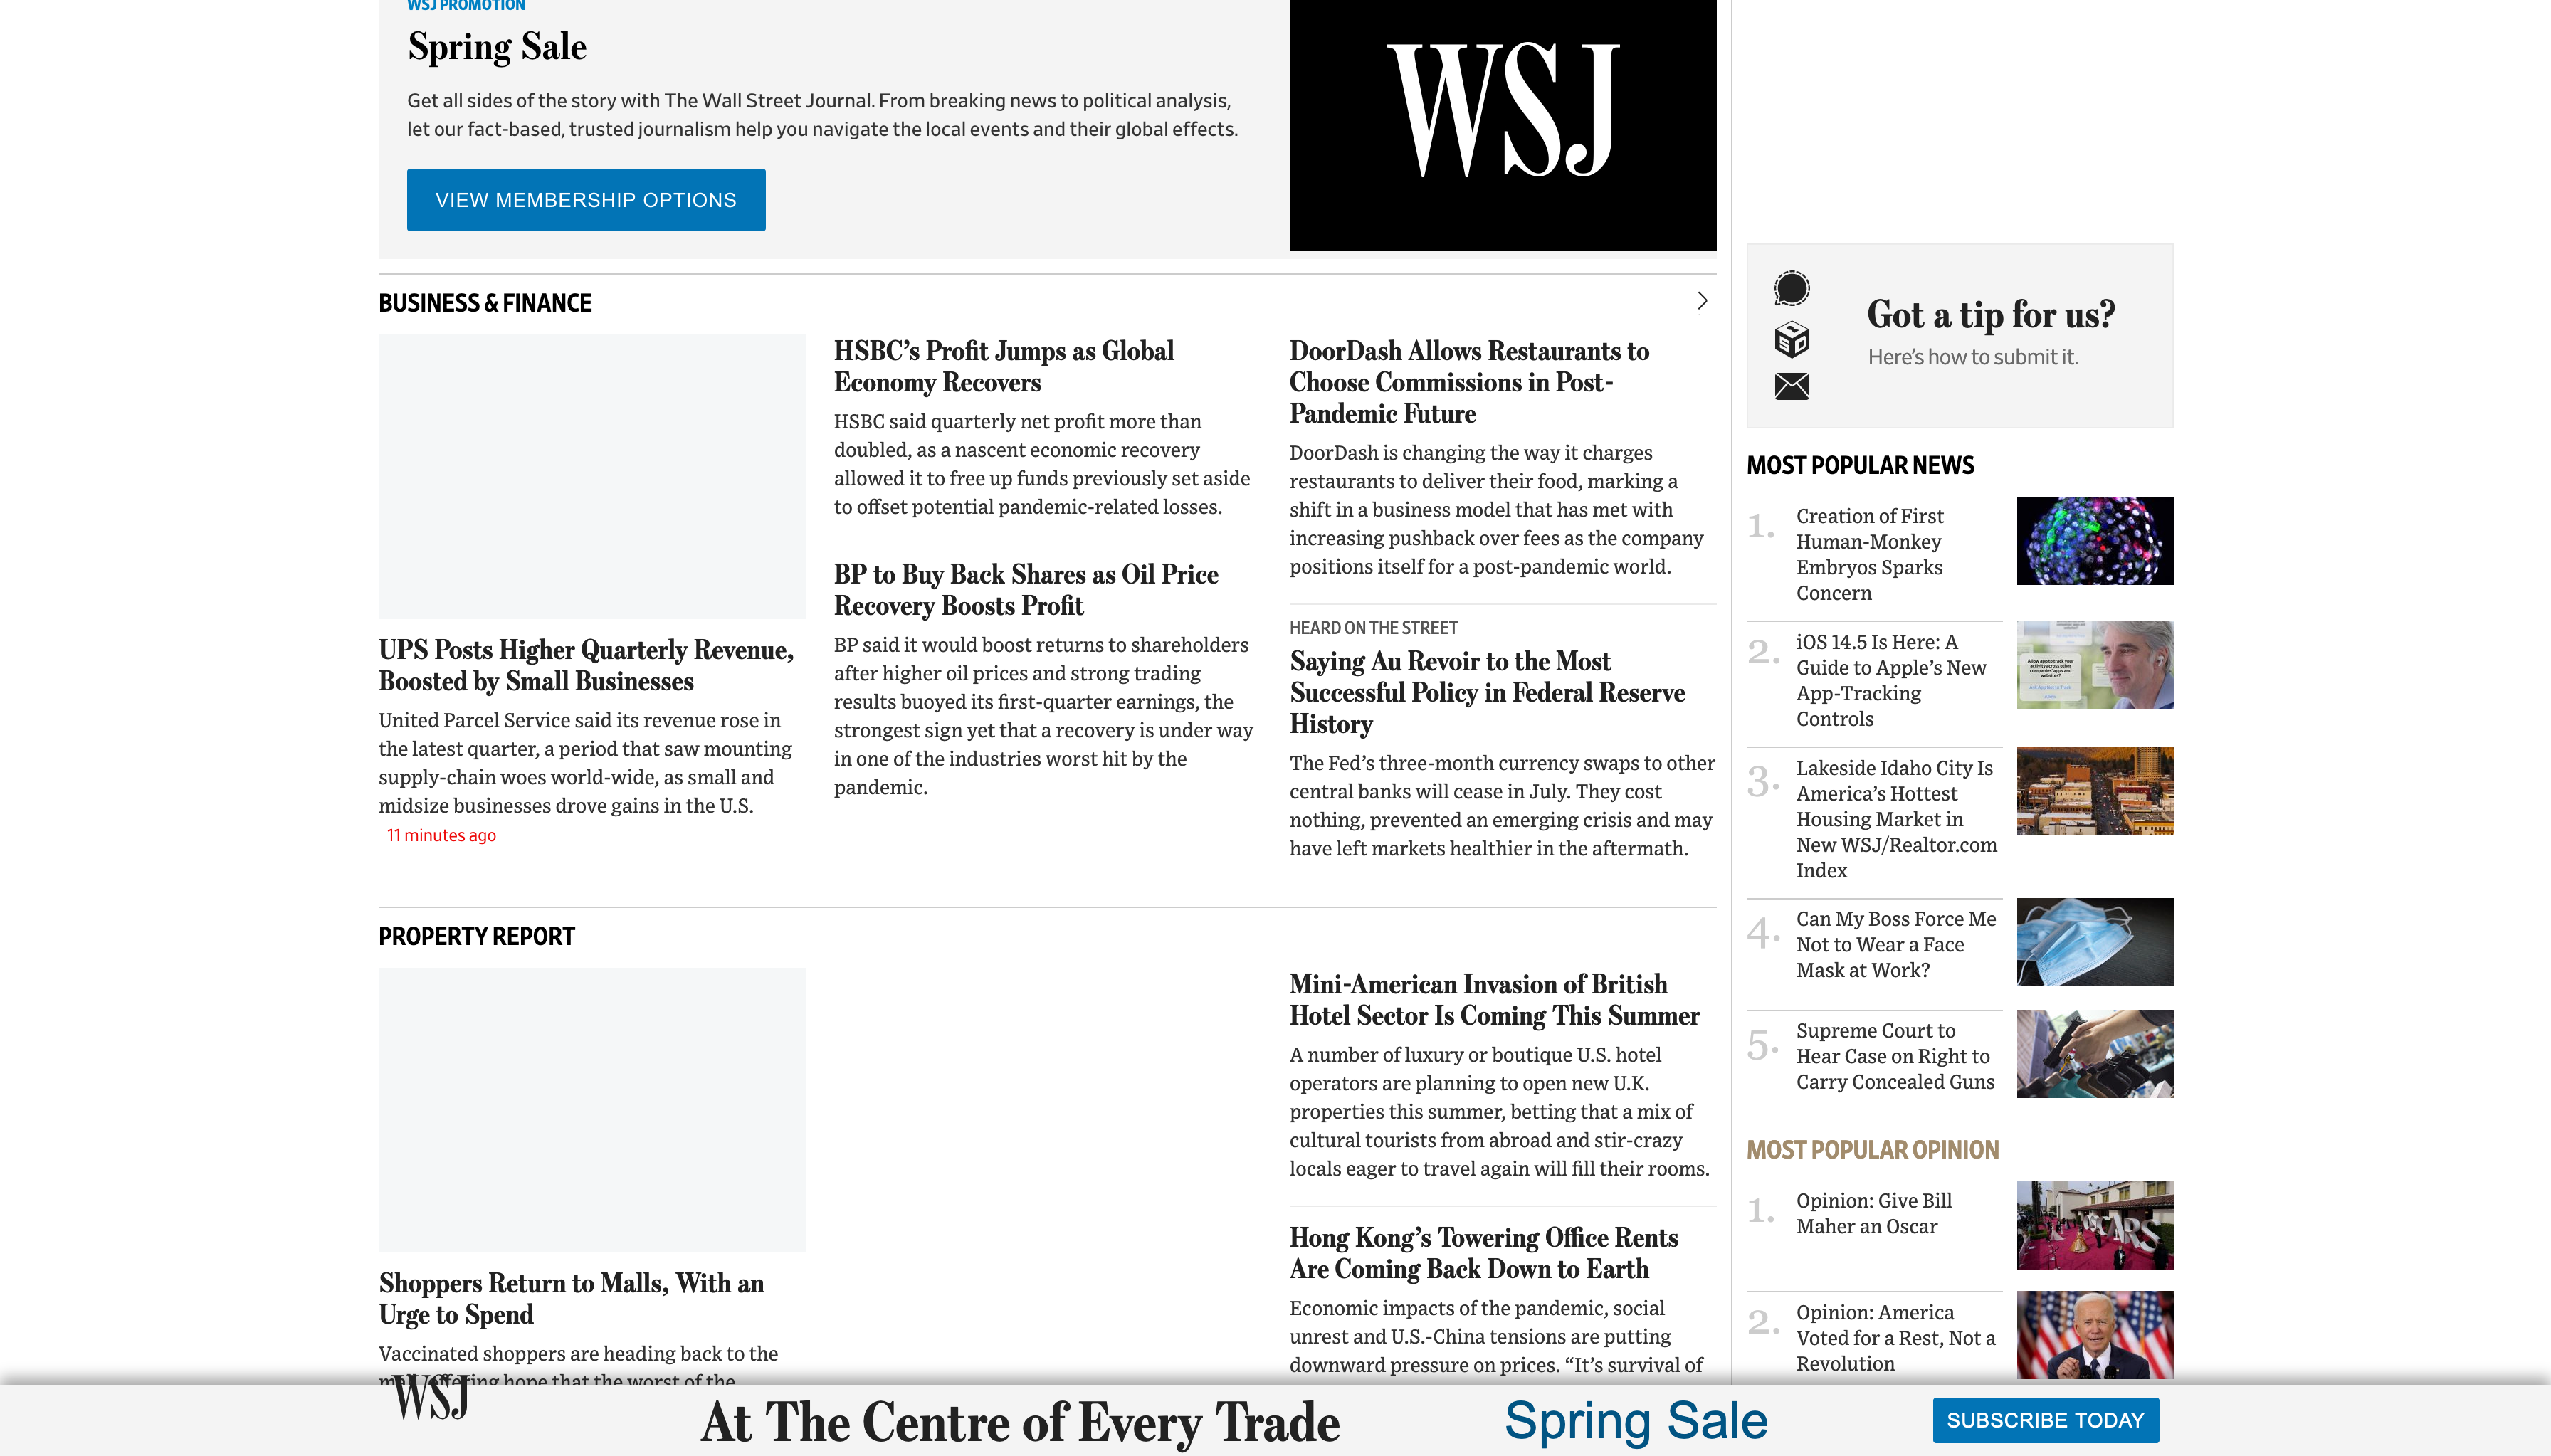 WSJ PROMOTION
Spring Sale
Get all sides of the story with The Wall Street Journal. From breaking news to political analysis,
let our fact-based, trusted journalism help you navigate the local events and their global effects.
VIEW MEMBERSHIP OPTIONS
WSJ
BUSINESS & FINANCE
UPS Posts Higher Quarterly Revenue,
Boosted by Small Businesses
United Parcel Service said its revenue rose in
the latest quarter, a period that saw mounting
supply-chain woes world-wide, as small and
midsize businesses drove gains in the U.S.
11 minutes ago
HSBC’s Profit Jumps as Global
Economy Recovers
HSBC said quarterly net profit more than
doubled, as a nascent economic recovery
allowed it to free up funds previously set aside
to offset potential pandemic-related losses.
BP to Buy Back Shares as Oil Price
Recovery Boosts Profit
BP said it would boost returns to shareholders
after higher oil prices and strong trading
results buoyed its first-quarter earnings, the
strongest sign yet that a recovery is under way
in one of the industries worst hit by the
pandemic.
DoorDash Allows Restaurants to
Choose Commissions in Post-
Pandemic Future
DoorDash is changing the way it charges
restaurants to deliver their food, marking a
shift in a business model that has met with
increasing pushback over fees as the company
positions itself for a post-pandemic world.
HEARD ON THE STREET
Saying Au Revoir to the Most
Successful Policy in Federal Reserve
History
The Fed’s three-month currency swaps to other
central banks will cease in July. They cost
nothing, prevented an emerging crisis and may
have left markets healthier in the aftermath.
PROPERTY REPORT
Shoppers Return to Malls, With an
Urge to Spend
Vaccinated shoppers are heading back to the
mall, offering hope that the worst of the
Mini-American Invasion of British
Hotel Sector Is Coming This Summer
A number of luxury or boutique U.S. hotel
operators are planning to open new U.K.
properties this summer, betting that a mix of
cultural tourists from abroad and stir-crazy
locals eager to travel again will fill their rooms.
Hong Kong’s Towering Office Rents
Are Coming Back Down to Earth
Economic impacts of the pandemic, social
unrest and U.S.-China tensions are putting
downward pressure on prices. “It’s survival of
Got a tip for us?
Here’s how to submit it.
MOST POPULAR NEWS
1.
Creation of First
Human-Monkey
Embryos Sparks
Concern
2.
iOS 14.5 Is Here: A
Guide to Apple’s New
App-Tracking
Controls
3.
Lakeside Idaho City Is
America’s Hottest
Housing Market in
New WSJ/Realtor.com
Index
4.
Can My Boss Force Me
Not to Wear a Face
Mask at Work?
5.
Supreme Court to
Hear Case on Right to
Carry Concealed Guns
MOST POPULAR OPINION
1.
Opinion: Give Bill
Maher an Oscar
2.
Opinion: America
Voted for a Rest, Not a
Revolution
WSJ
At The Centre of Every Trade
Spring Sale
SUBSCRIBE TODAY